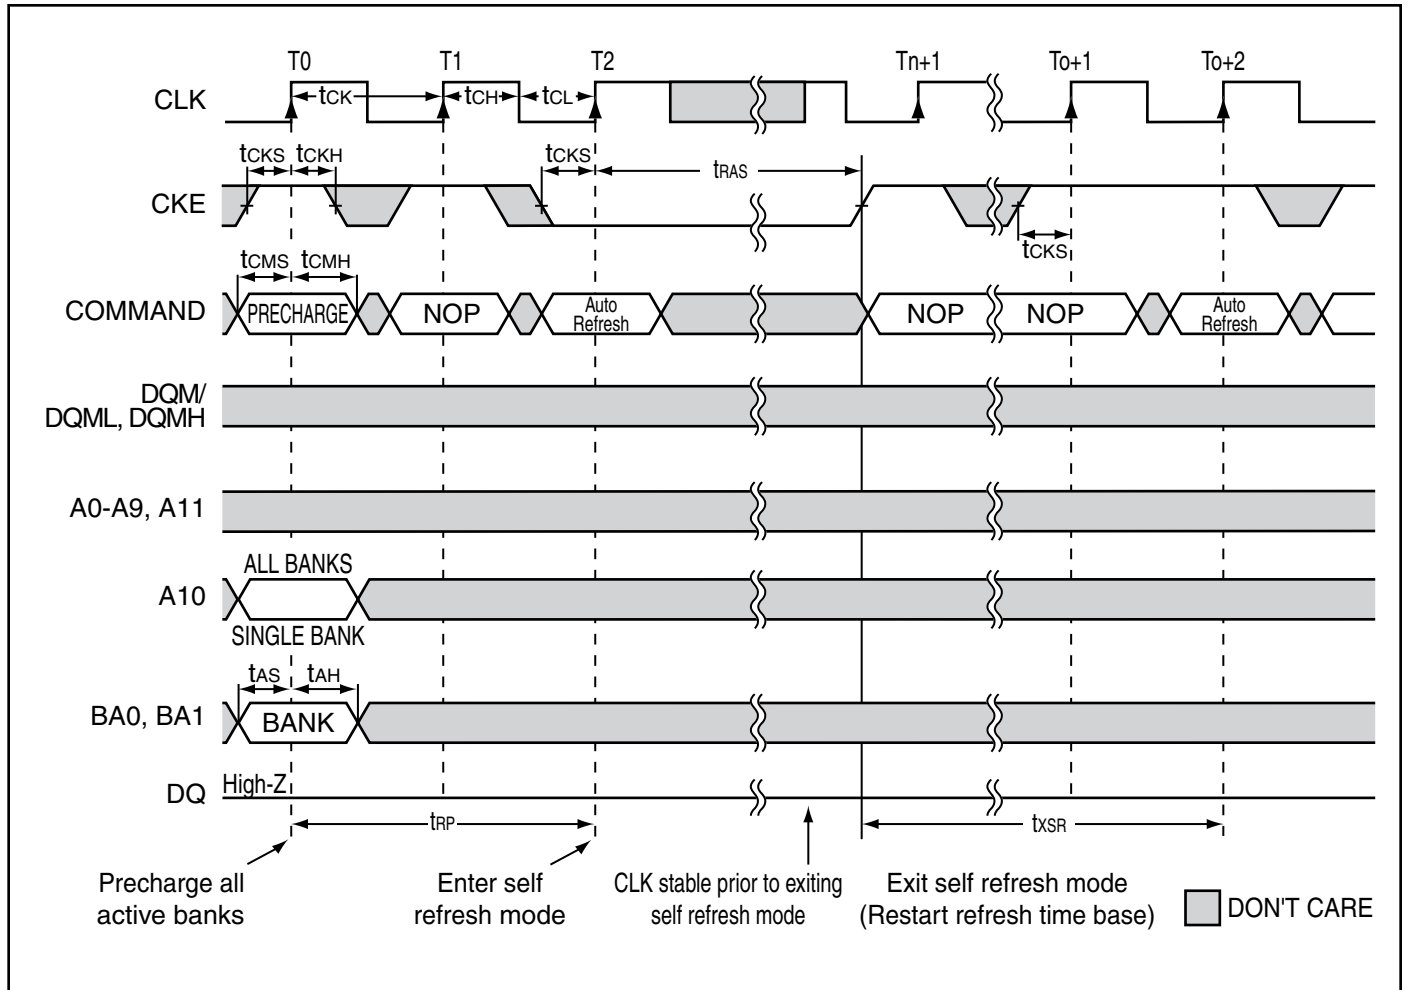 T0 T1 T2 Tn+1 To+1 To+2
CLK tCK tCH tCL
tCKS tCKH tCKS tRAS
CKE
tCKS
tCMS tCMH
COMMAND PRECHARGE NOP Auto Refresh NOP NOP Auto Refresh
DQM/
DQML, DQMH
A0-A9, A11
ALL BANKS
A10
SINGLE BANK
tAS tAH
BA0, BA1 BANK
DQ High-Z
tRP tXSR
Precharge all
active banks
Enter self
refresh mode
CLK stable prior to exiting
self refresh mode
Exit self refresh mode
(Restart refresh time base)
DON'T CARE